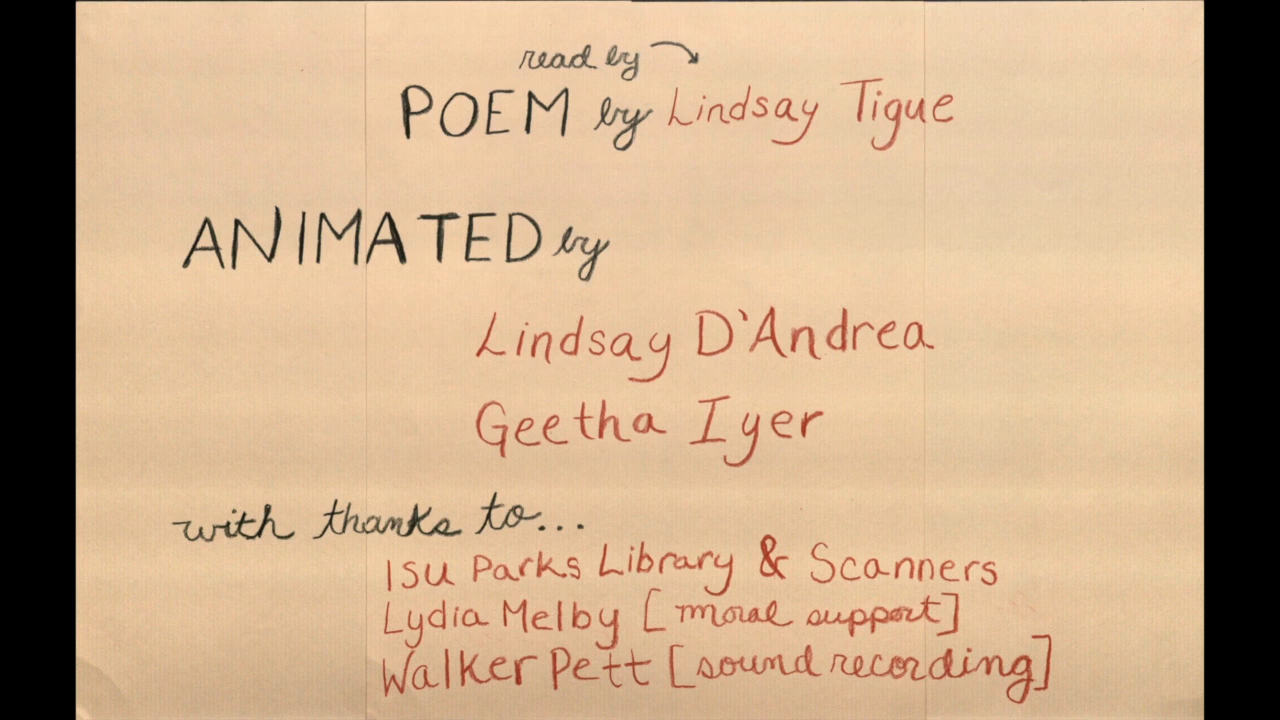 read by
POEM by Lindsay Tigue
ANIMATED by
Lindsay D'Andrea
Geetha Iyer
with thanks to...
ISU Parks Library & Scanners
Lydia Melby [moral support]
Walker Pett [sound recording]